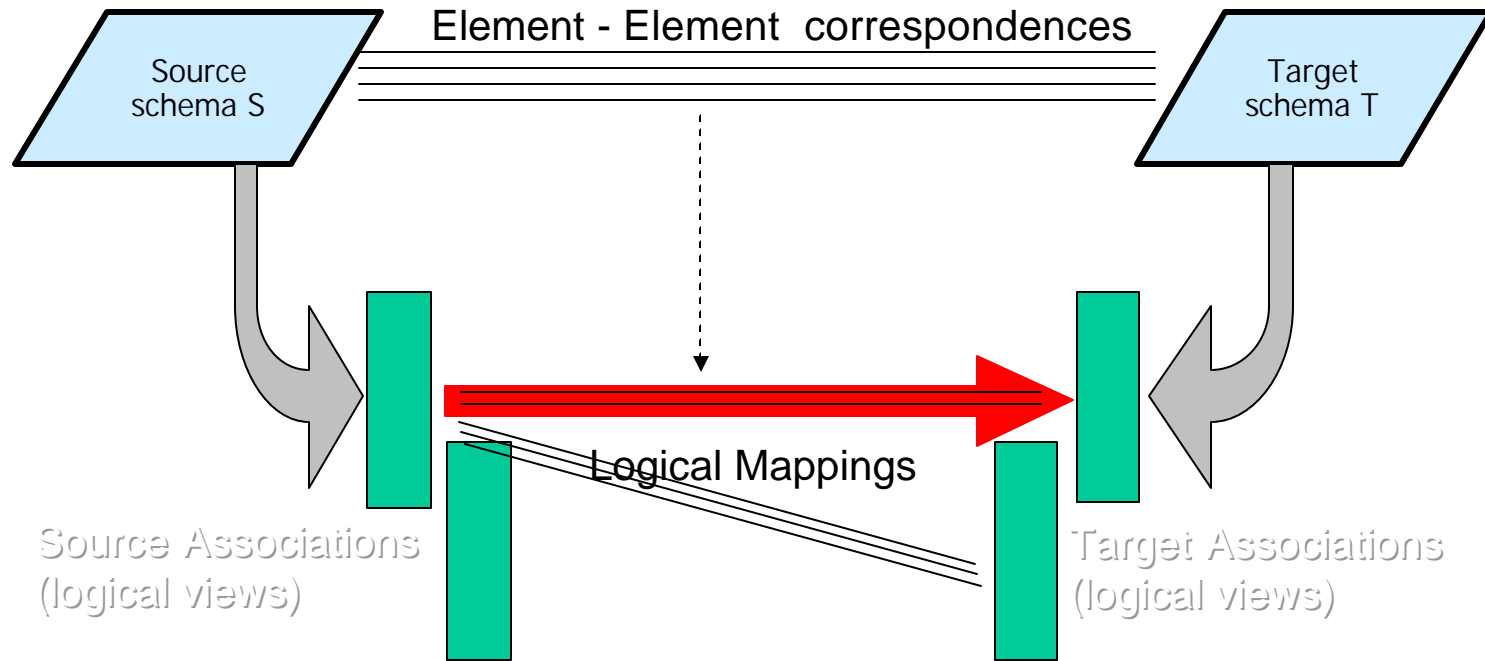 Element - Element correspondences
Source
schema S
Target
schema T
Logical Mappings
Source Associations
(logical views)
Target Associations
(logical views)